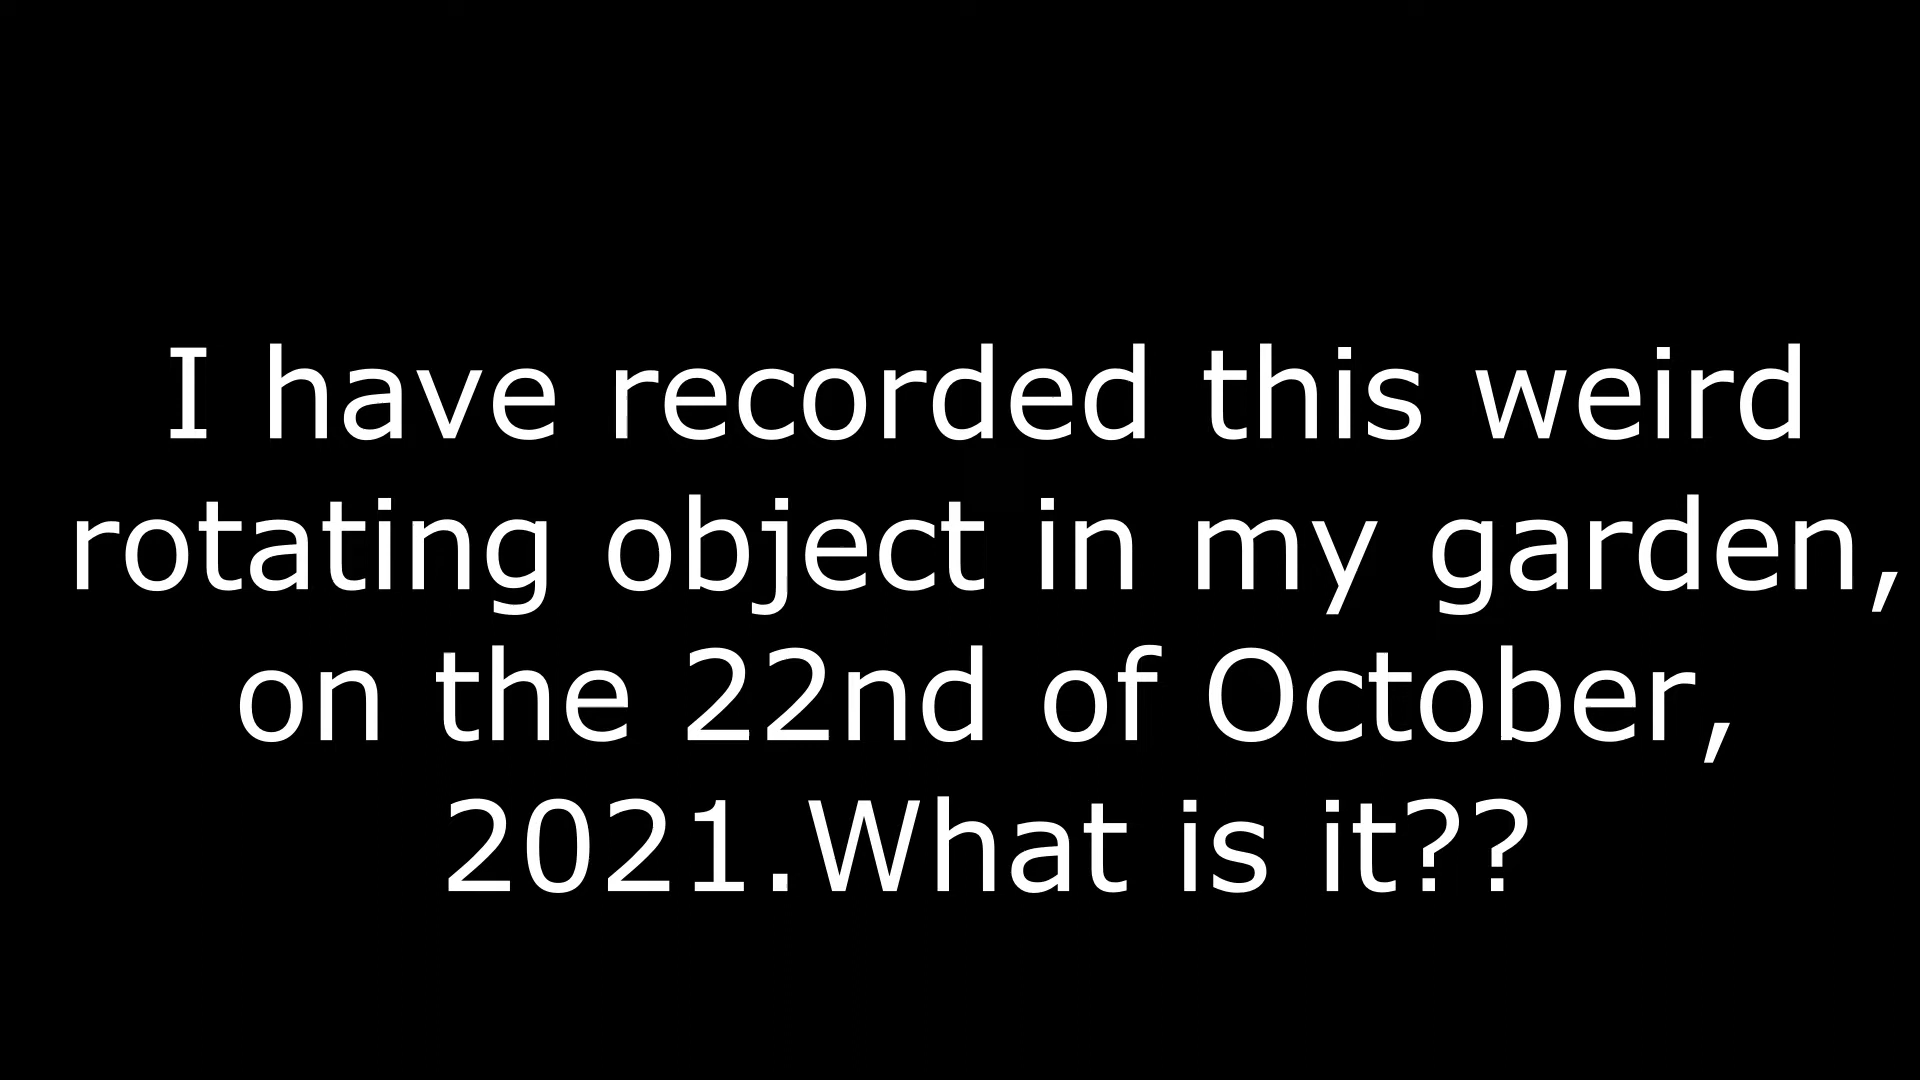 I have recorded this weird
rotating object in my garden,
on the 22nd of October,
2021.What is it??